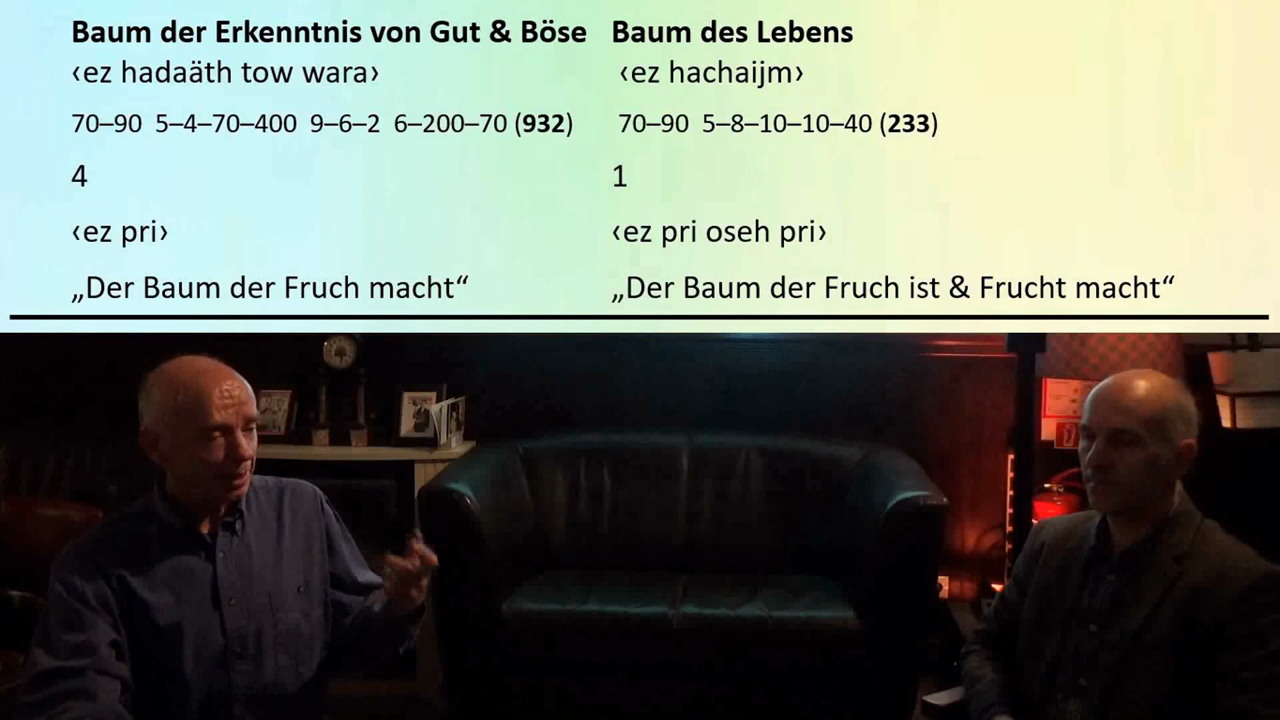 Baum der Erkenntnis von Gut & Böse Baum des Lebens
‹ez hadaäth tow wara› ‹ez hachaijm›
70–90 5–4–70–400 9–6–2 6–200–70 (932) 70–90 5–8–10–10–40 (233)
4 1
‹ez pri› ‹ez pri oseh pri›
„Der Baum der Fruch macht“ „Der Baum der Fruch ist & Frucht macht“